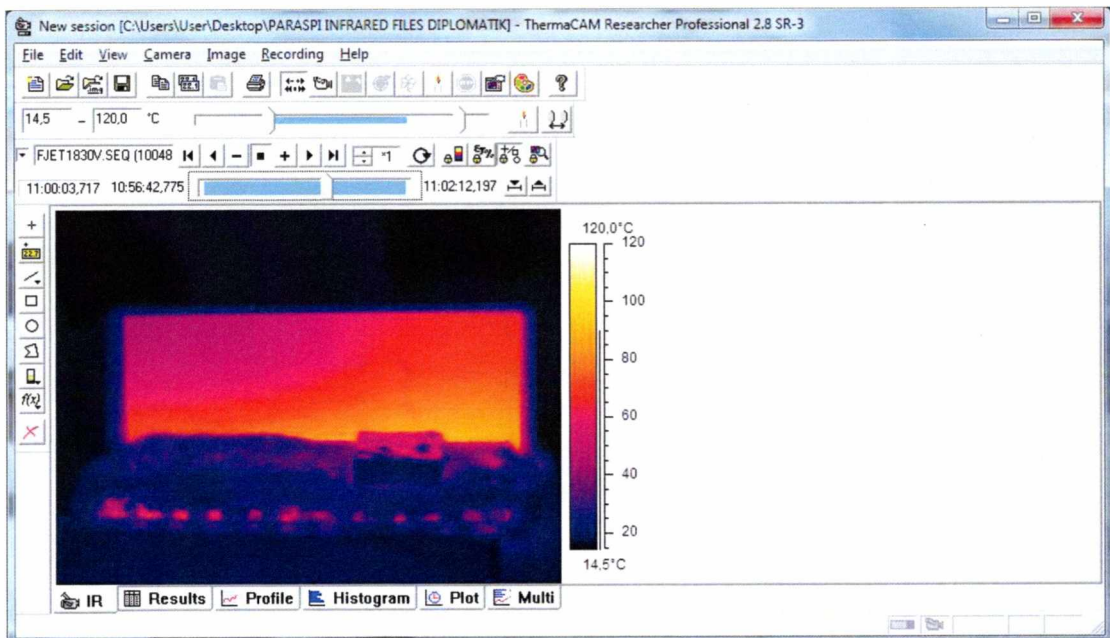 New session [C:\Users\User\Desktop\PARASPI INFRARED FILES DIPLOMATIK] - ThermaCAM Researcher Professional 2.8 SR-3
File Edit View Camera Image Recording Help
14,5 - 120,0 °C
FJET1830V.SEQ (10048 *1
11:00:03,717 10:56:42,775 11:02:12,197
120,0°C
120
100
80
60
40
20
14,5°C
f(x)
IR Results Profile Histogram Plot Multi